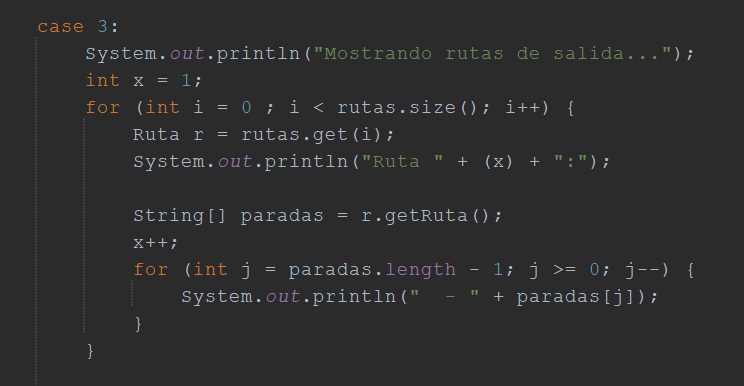 case 3:
    System.out.println("Mostrando rutas de salida...");
    int x = 1;
    for (int i = 0 ; i < rutas.size(); i++) {
        Ruta r = rutas.get(i);
        System.out.println("Ruta " + (x) + ":");

        String[] paradas = r.getRuta();
        x++;
        for (int j = paradas.length - 1; j >= 0; j--) {
            System.out.println("  - " + paradas[j]);
        }
    }